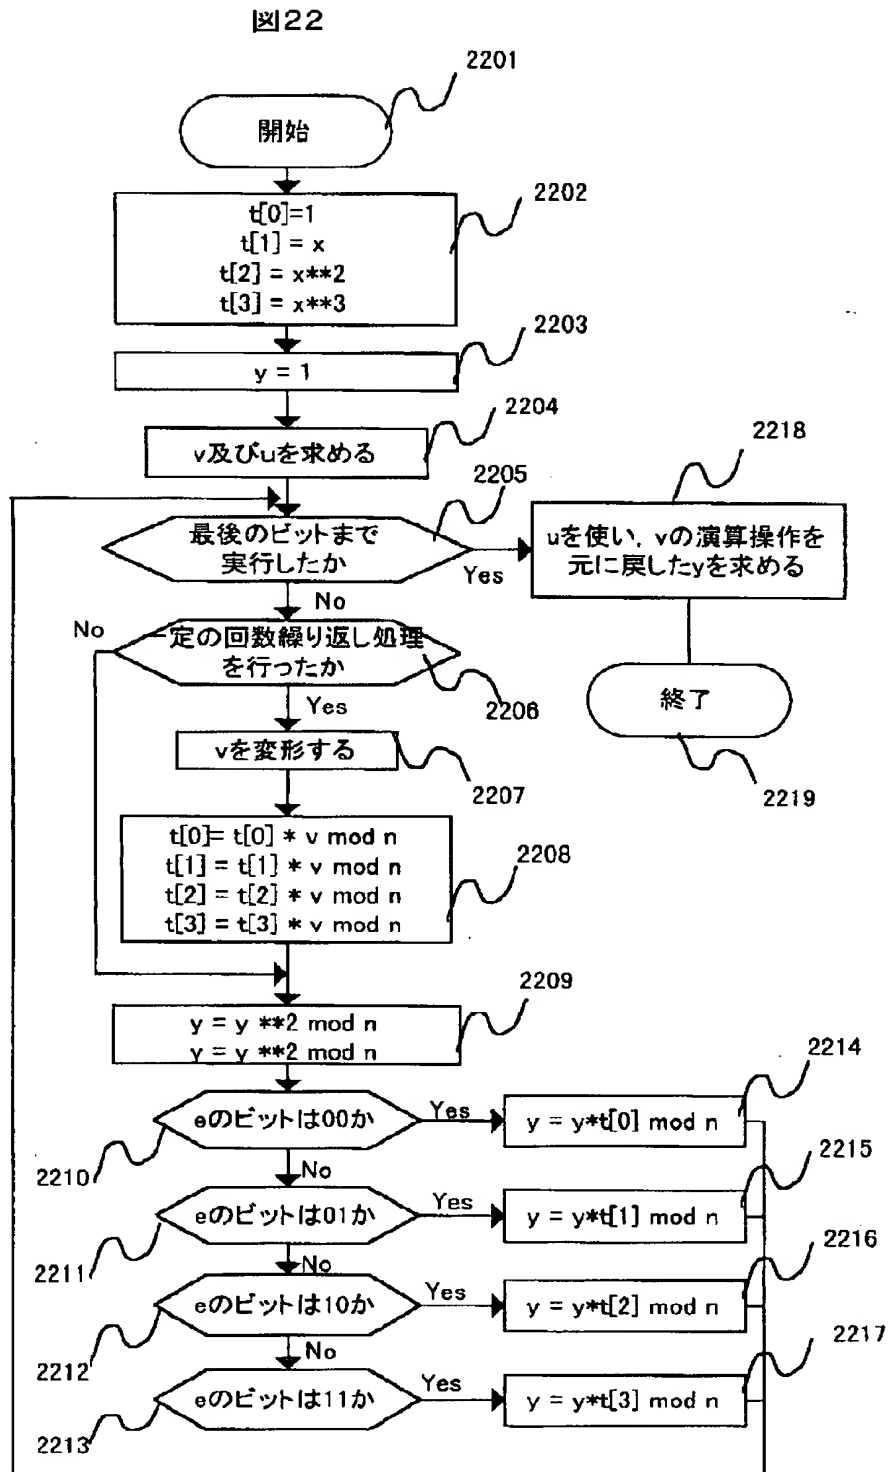 図22
2201
開始
2202
t[0]=1
t[1] = x
t[2] = x**2
t[3] = x**3
2203
y = 1
2204
v及びuを求める
2205
最後のビットまで
実行したか
Yes
No
2218
uを使い, vの演算操作を
元に戻したyを求める
終了
2219
No
一定の回数繰り返し処理
を行ったか
2206
Yes
vを変形する
2207
t[0]= t[0] * v mod n
t[1] = t[1] * v mod n
t[2] = t[2] * v mod n
t[3] = t[3] * v mod n
2208
2209
y = y **2 mod n
y = y **2 mod n
eのビットは00か
Yes
y = y*t[0] mod n
2214
2210
No
eのビットは01か
Yes
y = y*t[1] mod n
2215
2211
No
eのビットは10か
Yes
y = y*t[2] mod n
2216
2212
No
eのビットは11か
Yes
y = y*t[3] mod n
2217
2213